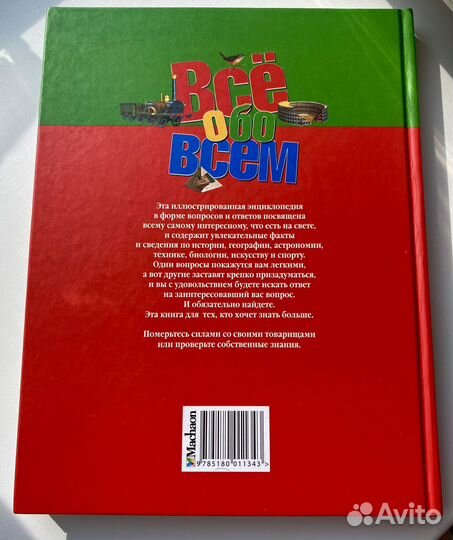 Всё
обо
всем
Эта иллюстрированная энциклопедия
в форме вопросов и ответов посвящена
всему самому интересному, что есть на свете,
и содержит увлекательные факты
и сведения по истории, географии, астрономии,
технике, биологии, искусству и спорту.
Одни вопросы покажутся вам легкими,
а вот другие заставят крепко призадуматься,
и вы с удовольствием будете искать ответ
на заинтересовавший вас вопрос.
И обязательно найдете.
Эта книга для тех, кто хочет знать больше.
Померьтесь силами со своими товарищами
или проверьте собственные знания.
Machaon
9785180011343>
Avito